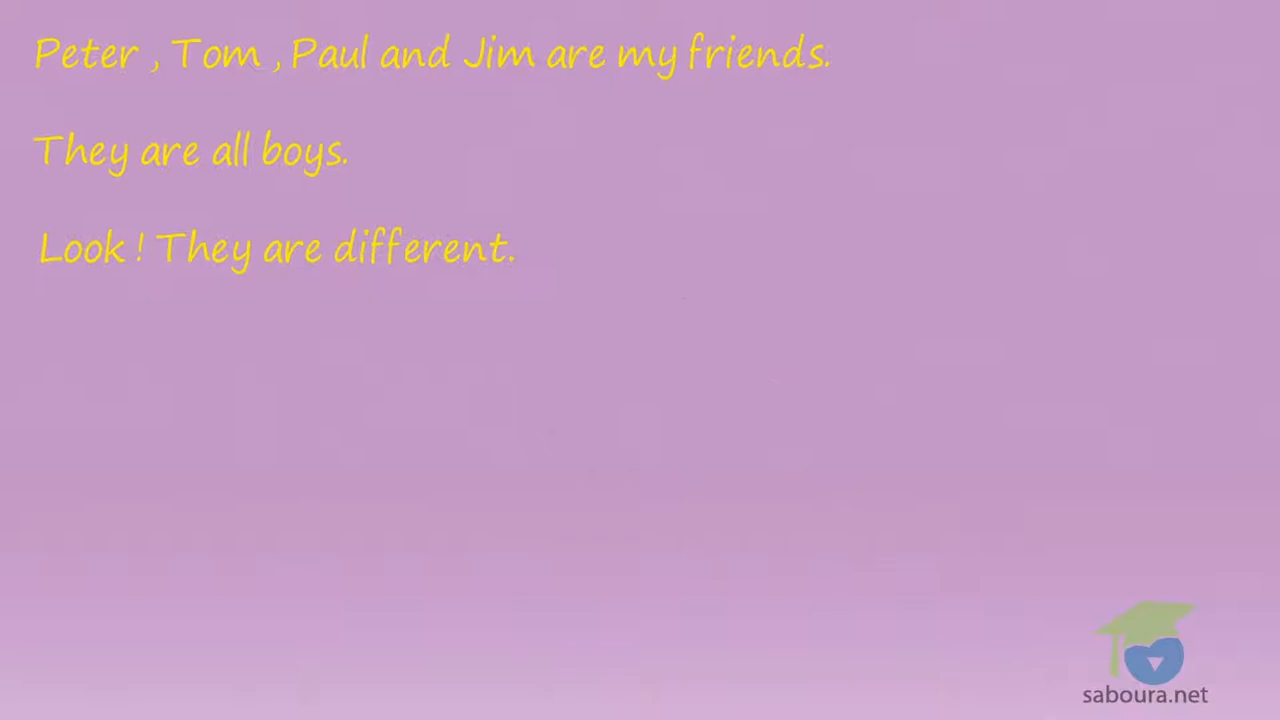 Peter , Tom , Paul and Jim are my friends.
They are all boys.
Look ! They are different.
saboura.net